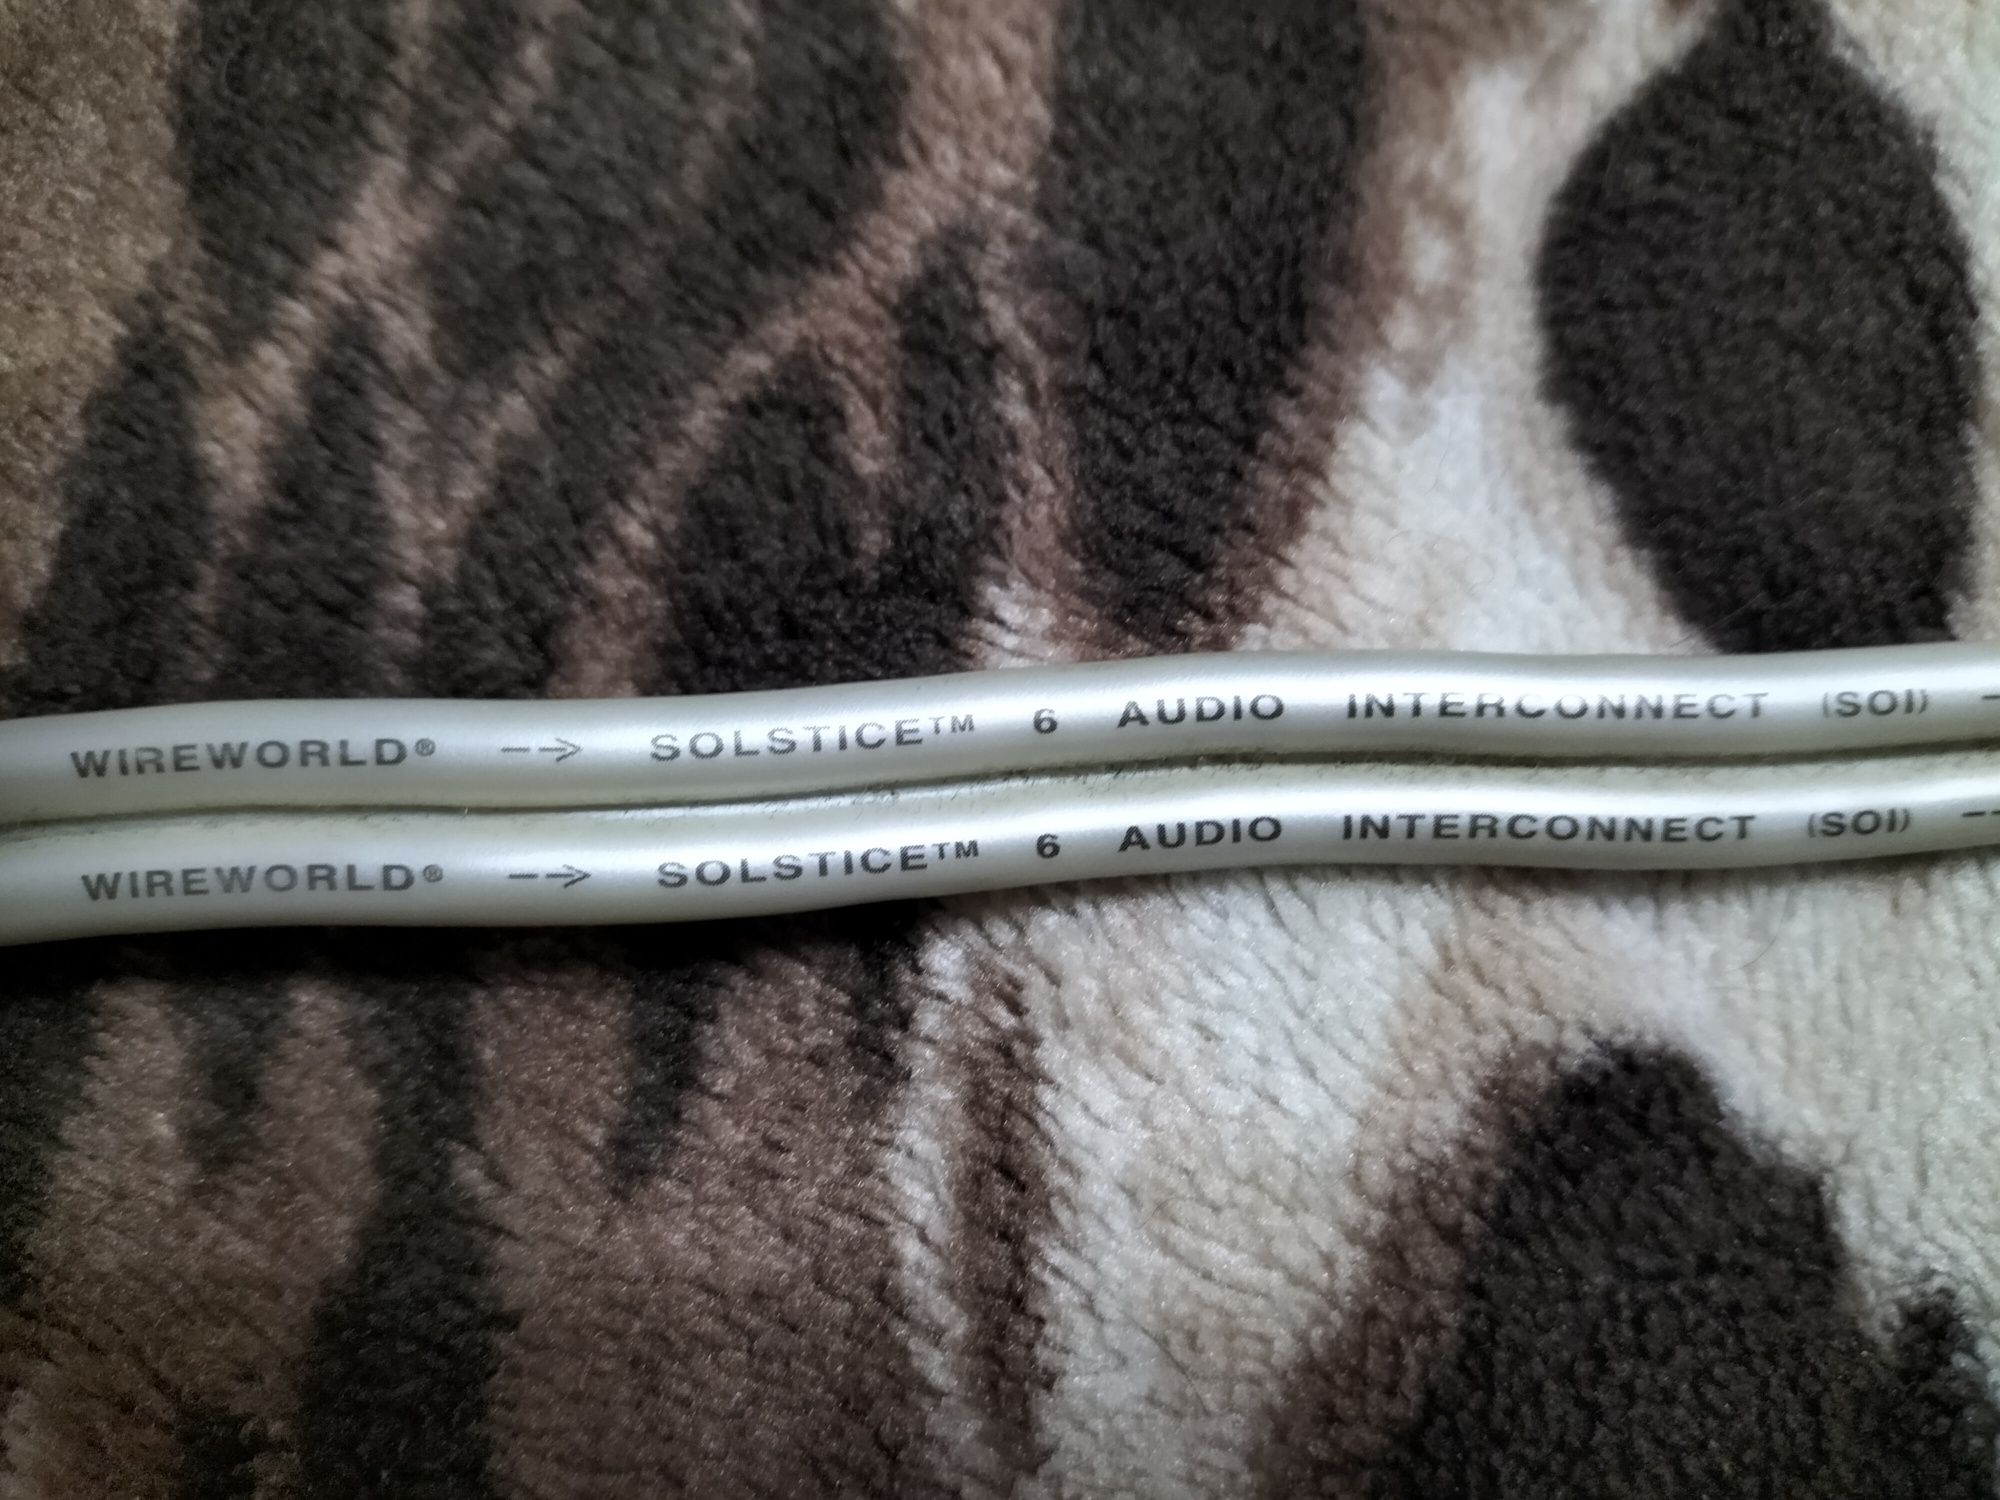 WIREWORLD® --> SOLSTICE™ 6 AUDIO INTERCONNECT (SOI) -
WIREWORLD® --> SOLSTICE™ 6 AUDIO INTERCONNECT (SOI) --